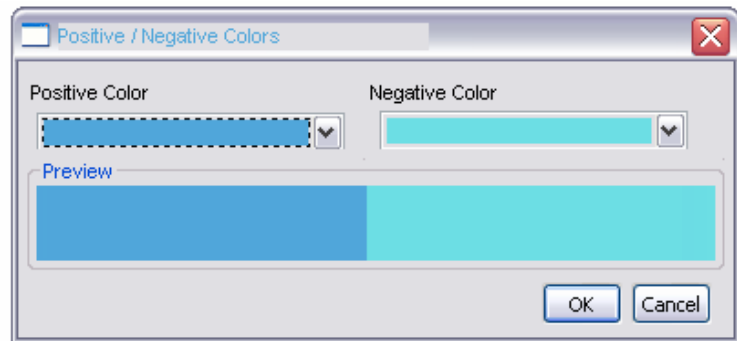 Positive / Negative Colors
Positive Color
Negative Color
Preview
OK
Cancel